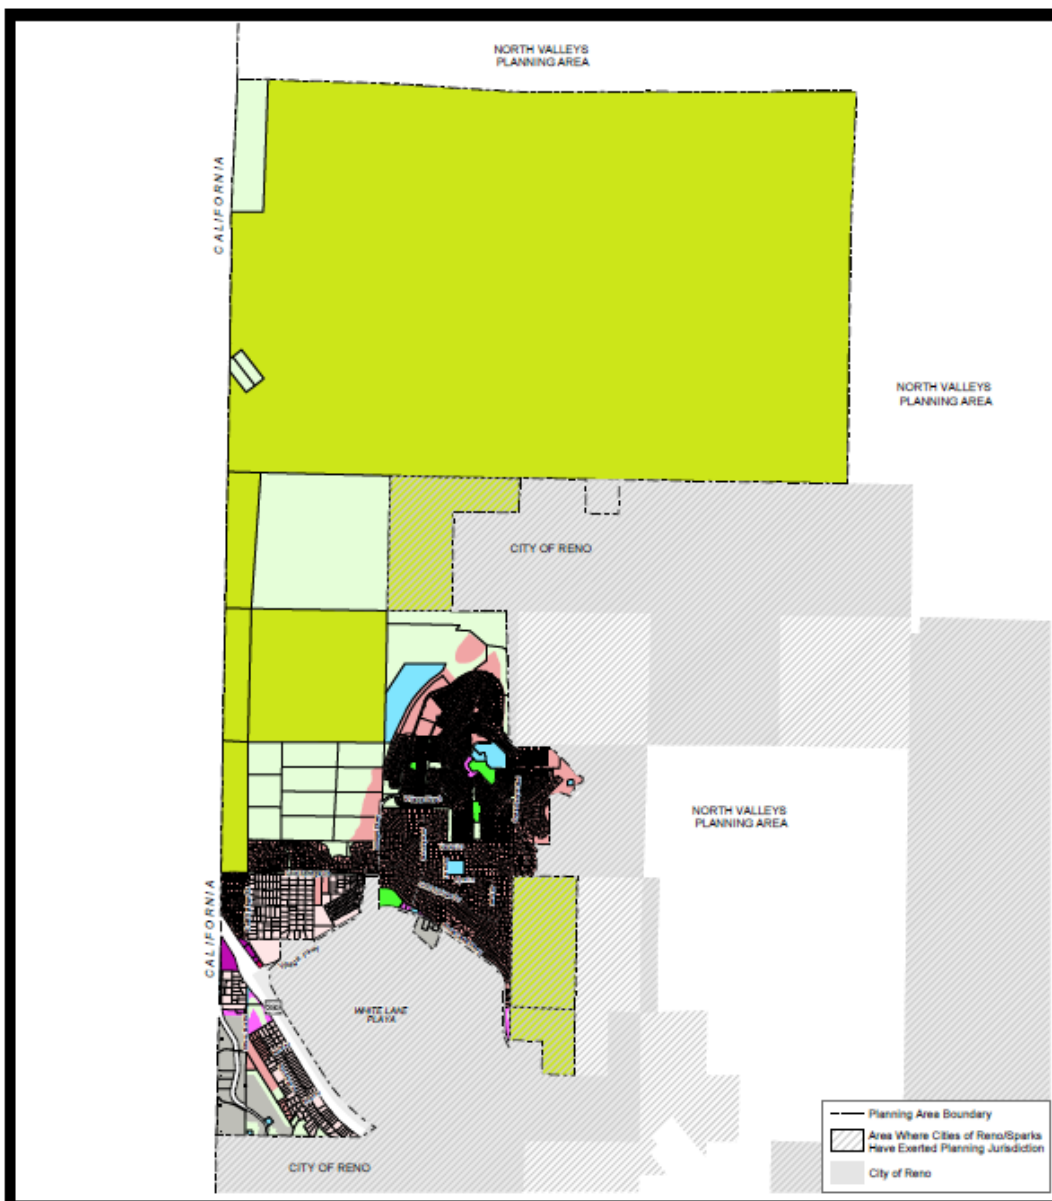 NORTH VALLEYS
PLANNING AREA
CALIFORNIA
NORTH VALLEYS
PLANNING AREA
CITY OF RENO
NORTH VALLEYS
PLANNING AREA
CALIFORNIA
WHITE LANE
PLAYA
Planning Area Boundary
Area Where Cities of Reno/Sparks
Have Exerted Planning Jurisdiction
City of Reno
CITY OF RENO